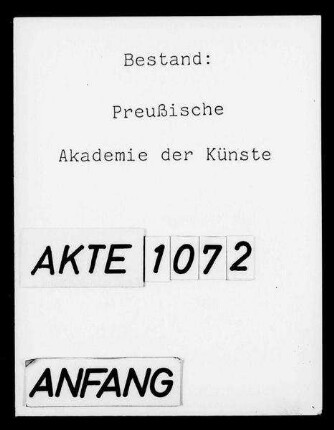 Bestand:
Preußische
Akademie der Künste
AKTE 1072
ANFANG